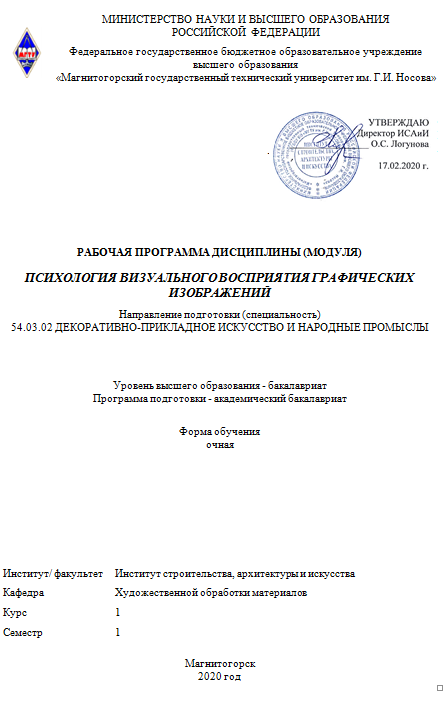 МИНИСТЕРСТВО НАУКИ И ВЫСШЕГО ОБРАЗОВАНИЯ
РОССИЙСКОЙ ФЕДЕРАЦИИ
Федеральное государственное бюджетное образовательное учреждение
высшего образования
«Магнитогорский государственный технический университет им. Г.И. Носова»
УТВЕРЖДАЮ
Директор ИСАиИ
О.С. Логунова
17.02.2020 г.
РАБОЧАЯ ПРОГРАММА ДИСЦИПЛИНЫ (МОДУЛЯ)
ПСИХОЛОГИЯ ВИЗУАЛЬНОГО ВОСПРИЯТИЯ ГРАФИЧЕСКИХ
ИЗОБРАЖЕНИЙ
Направление подготовки (специальность)
54.03.02 ДЕКОРАТИВНО-ПРИКЛАДНОЕ ИСКУССТВО И НАРОДНЫЕ ПРОМЫСЛЫ
Уровень высшего образования - бакалавриат
Программа подготовки - академический бакалавриат
Форма обучения
очная
Институт/ факультет Институт строительства, архитектуры и искусства
Кафедра Художественной обработки материалов
Курс 1
Семестр 1
Магнитогорск
2020 год